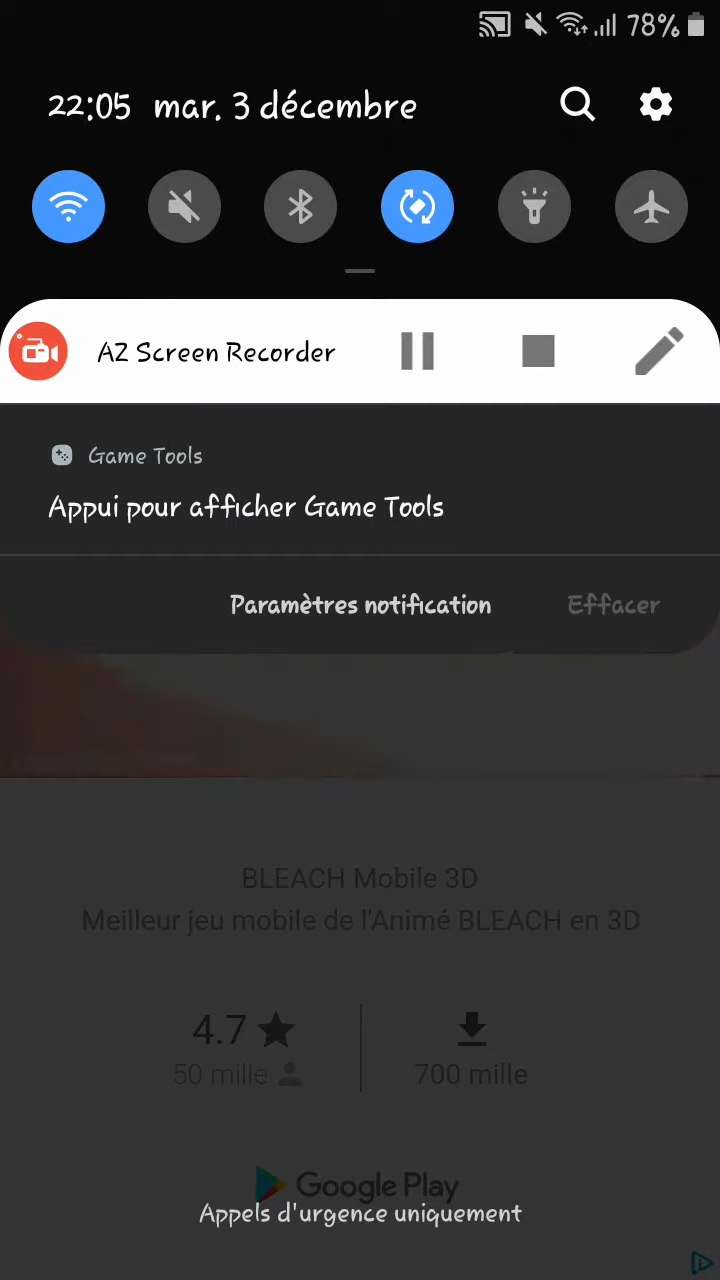 78%
22:05 mar. 3 décembre
AZ Screen Recorder
Game Tools
Appui pour afficher Game Tools
Paramètres notification Effacer
BLEACH Mobile 3D
Meilleur jeu mobile de l'Animé BLEACH en 3D
4.7
50 mille 700 mille
Google Play
Appels d'urgence uniquement